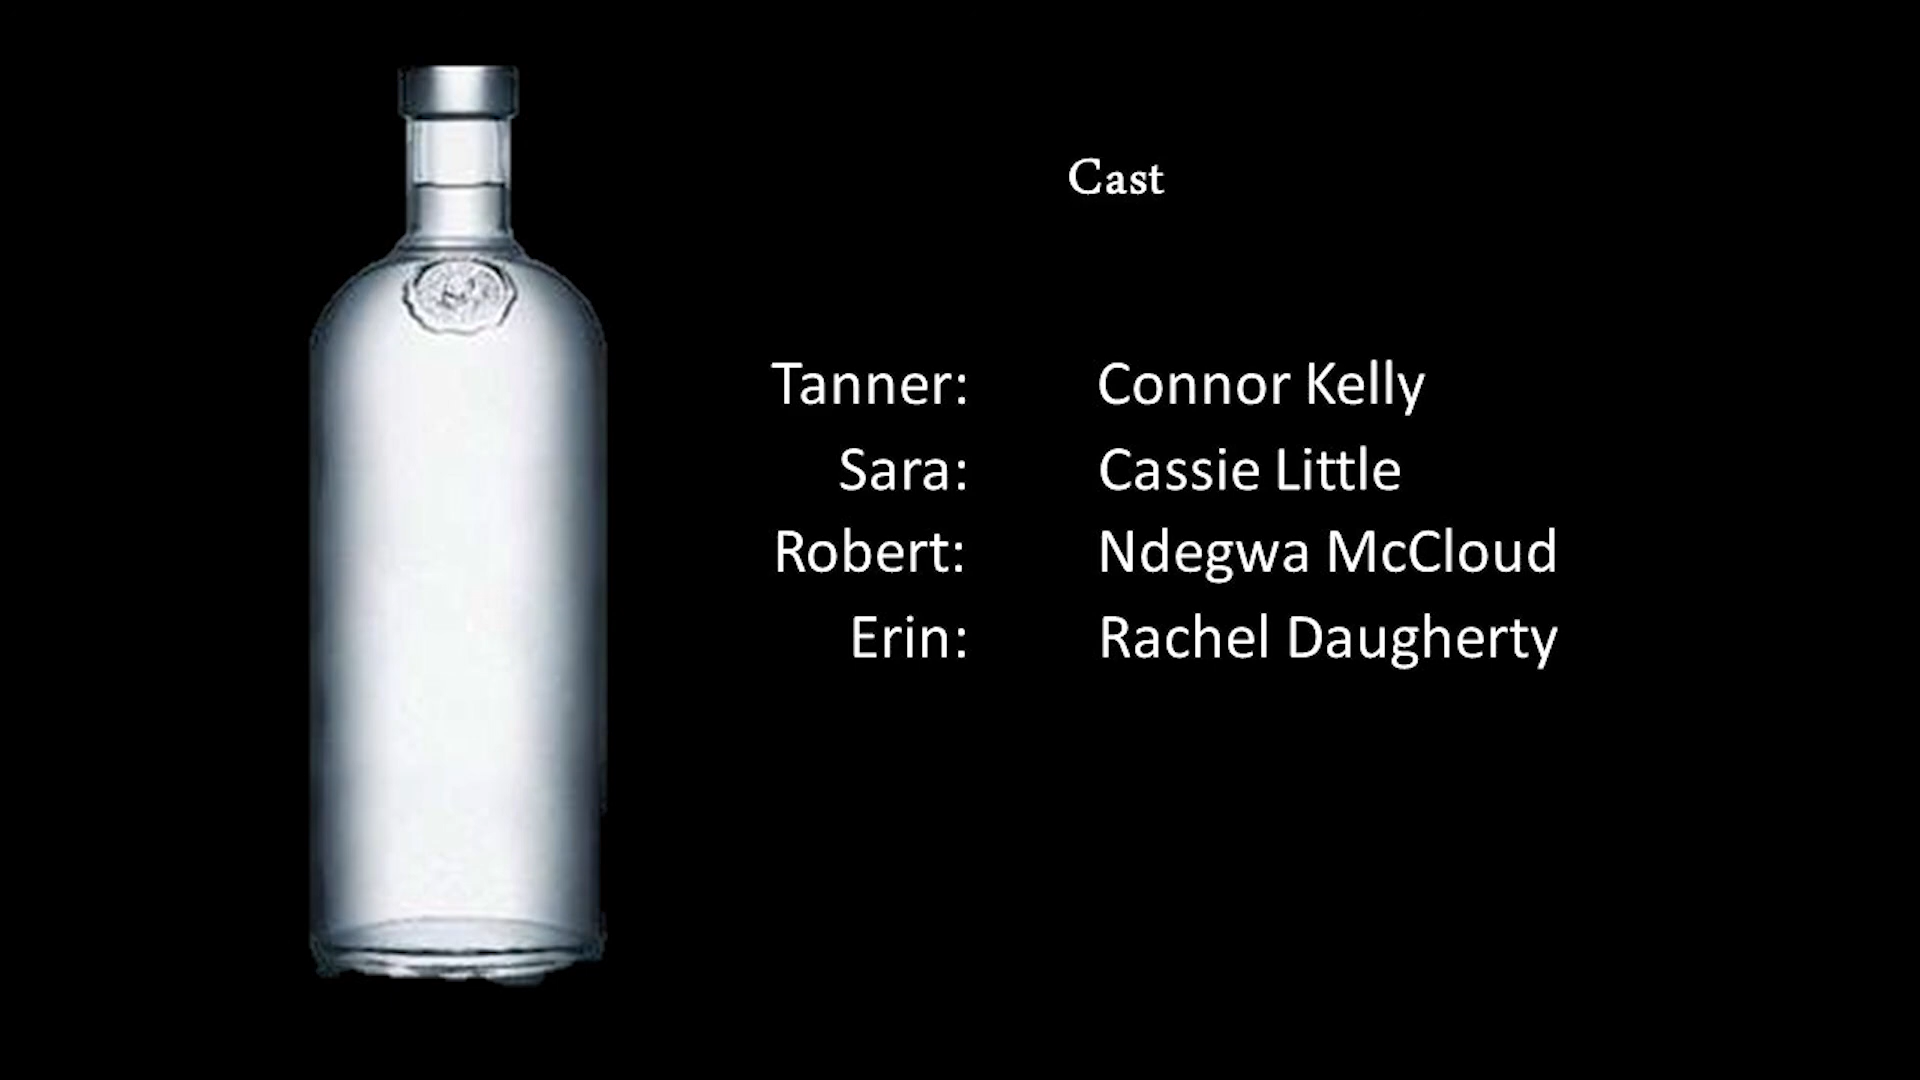 Cast
Tanner: Connor Kelly
Sara: Cassie Little
Robert: Ndegwa McCloud
Erin: Rachel Daugherty